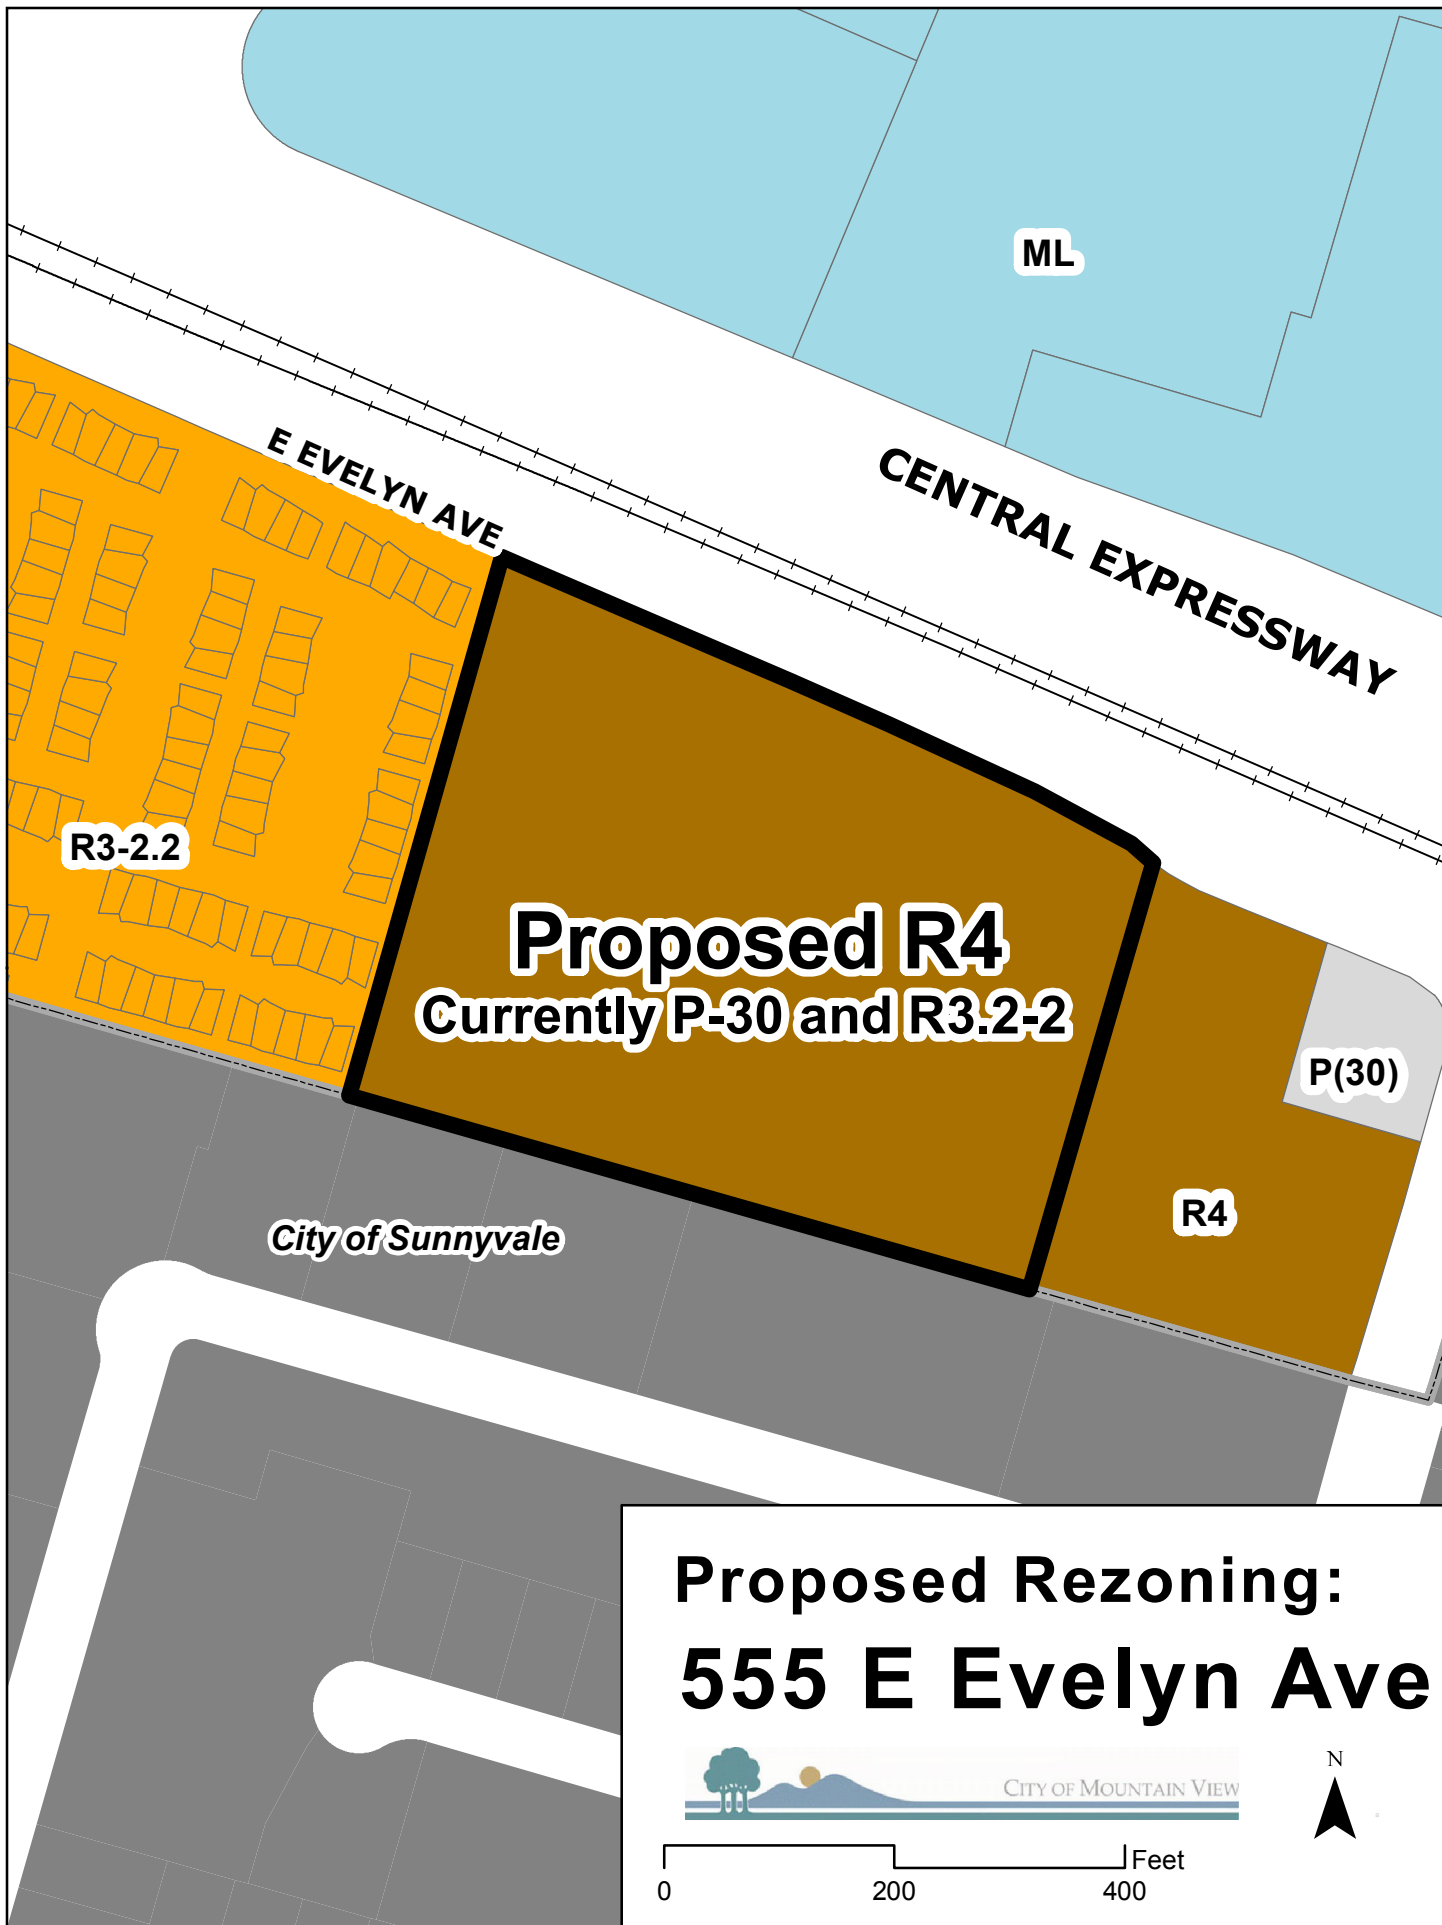 ML
CENTRAL EXPRESSWAY
E EVELYN AVE
R3-2.2
Proposed R4
Currently P-30 and R3.2-2
P(30)
R4
City of Sunnyvale
Proposed Rezoning:
555 E Evelyn Ave
CITY OF MOUNTAIN VIEW
N
Feet
0 200 400